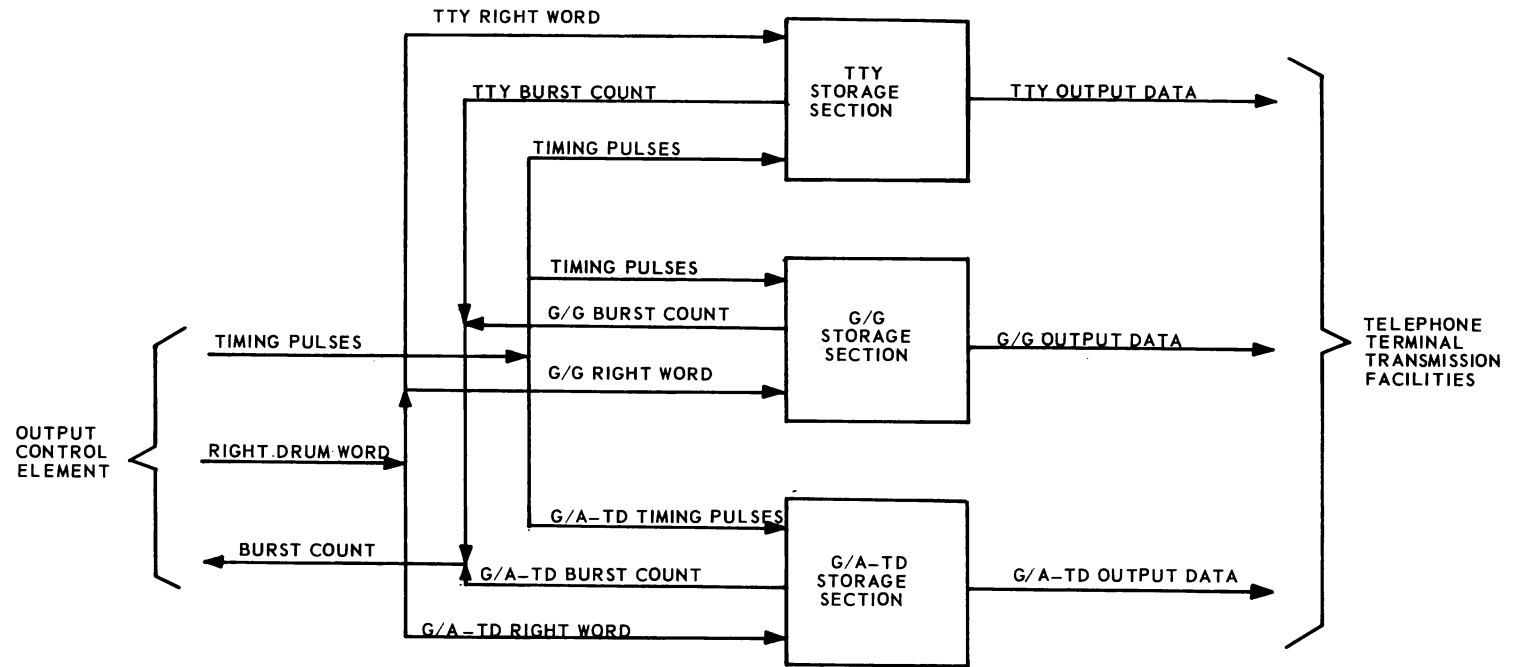 TTY RIGHT WORD
TTY BURST COUNT
TIMING PULSES
TTY
STORAGE
SECTION
TTY OUTPUT DATA
TIMING PULSES
G/G BURST COUNT
G/G RIGHT WORD
G/G
STORAGE
SECTION
G/G OUTPUT DATA
TIMING PULSES
RIGHT DRUM WORD
BURST COUNT
OUTPUT
CONTROL
ELEMENT
TELEPHONE
TERMINAL
TRANSMISSION
FACILITIES
G/A-TD TIMING PULSES
G/A-TD BURST COUNT
G/A-TD RIGHT WORD
G/A-TD
STORAGE
SECTION
G/A-TD OUTPUT DATA